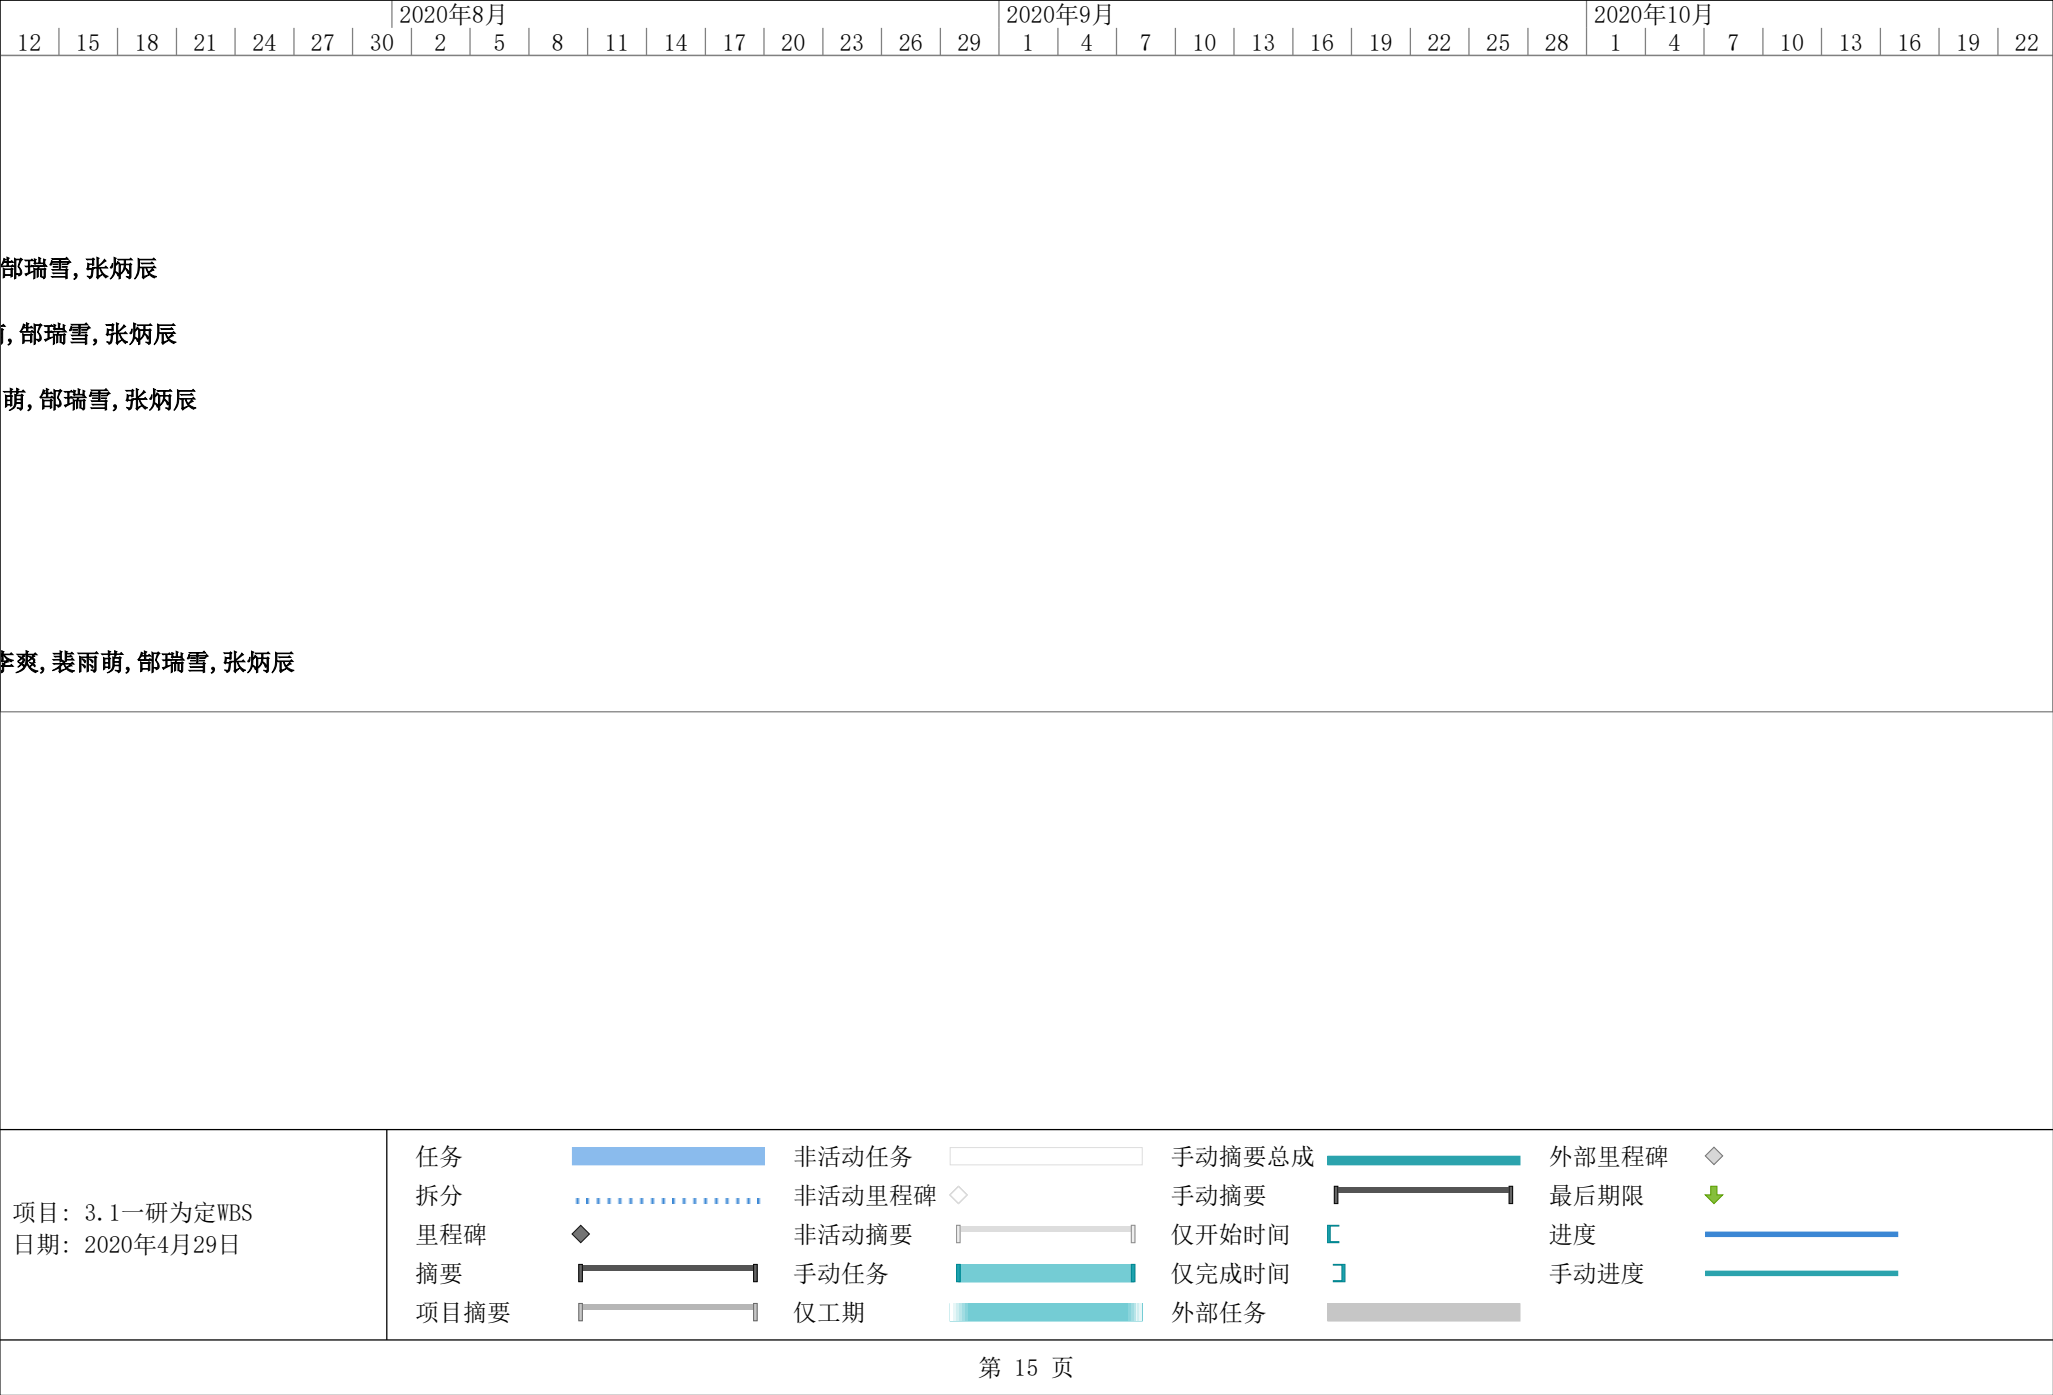 2020年8月 2020年9月 2020年10月
12 15 18 21 24 27 30 2 5 8 11 14 17 20 23 26 29 1 4 7 10 13 16 19 22 25 28 1 4 7 10 13 16 19 22
郜瑞雪,张炳辰
,郜瑞雪,张炳辰
萌,郜瑞雪,张炳辰
李爽,裴雨萌,郜瑞雪,张炳辰
项目: 3.1一研为定WBS
日期: 2020年4月29日
任务
拆分
里程碑
摘要
项目摘要
非活动任务
非活动里程碑
非活动摘要
手动任务
仅工期
手动摘要总成
手动摘要
仅开始时间
仅完成时间
外部任务
外部里程碑
最后期限
进度
手动进度
第 15 页